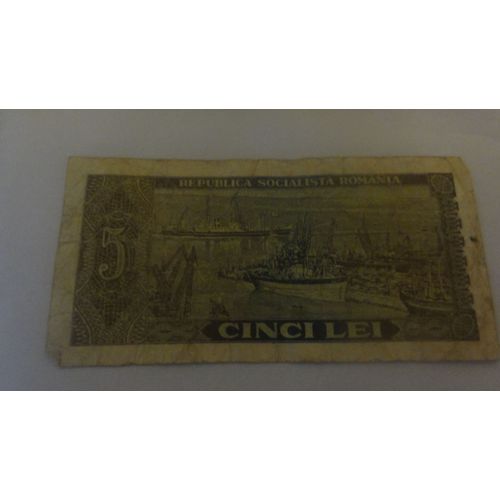 REPUBLICA SOCIALISTA ROMANIA
5
CINCI LEI